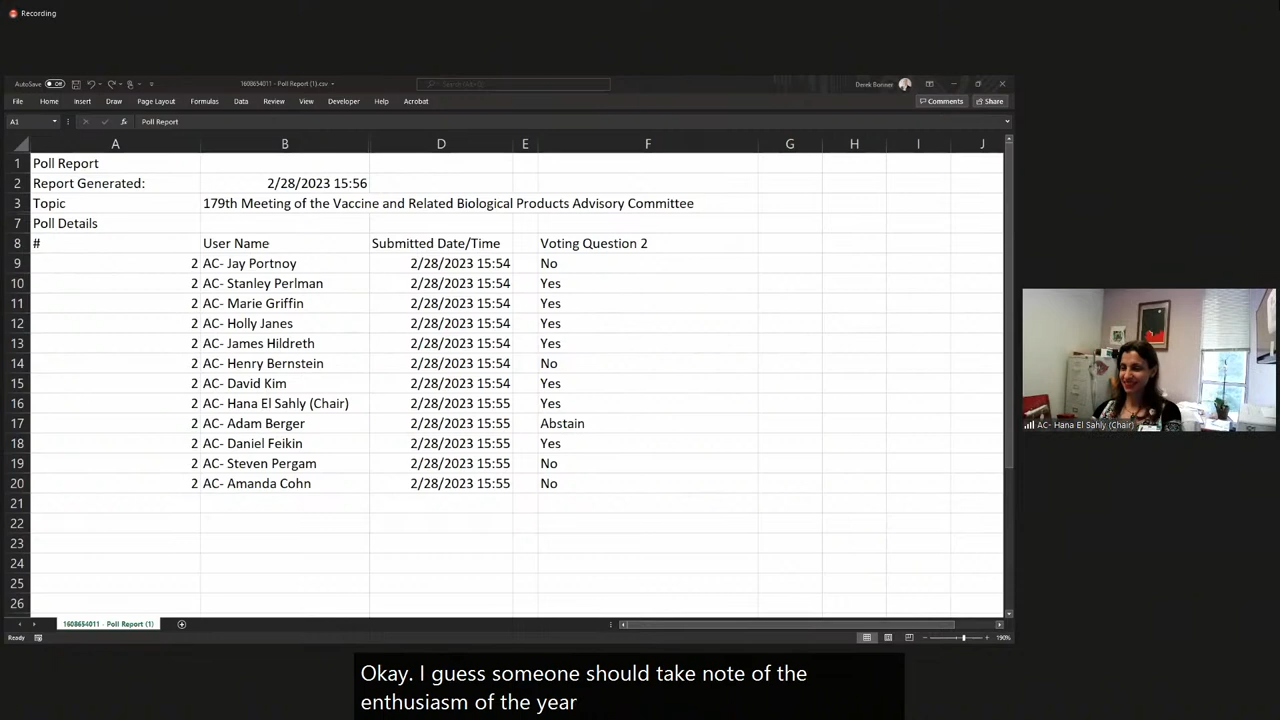 Recording
AutoSave Off
1608654011 - Poll Report (1).csv
Derek Bonner
File Home Insert Draw Page Layout Formulas Data Review View Developer Help Acrobat
Comments Share
A1 fx Poll Report
A B D E F G H I J
1 Poll Report
2 Report Generated: 2/28/2023 15:56
3 Topic 179th Meeting of the Vaccine and Related Biological Products Advisory Committee
7 Poll Details
8 # User Name Submitted Date/Time Voting Question 2
9 2 AC- Jay Portnoy 2/28/2023 15:54 No
10 2 AC- Stanley Perlman 2/28/2023 15:54 Yes
11 2 AC- Marie Griffin 2/28/2023 15:54 Yes
12 2 AC- Holly Janes 2/28/2023 15:54 Yes
13 2 AC- James Hildreth 2/28/2023 15:54 Yes
14 2 AC- Henry Bernstein 2/28/2023 15:54 No
15 2 AC- David Kim 2/28/2023 15:54 Yes
16 2 AC- Hana El Sahly (Chair) 2/28/2023 15:54 Yes
17 2 AC- Adam Berger 2/28/2023 15:55 Abstain
18 2 AC- Daniel Feikin 2/28/2023 15:55 Yes
19 2 AC- Steven Pergam 2/28/2023 15:55 No
20 2 AC- Amanda Cohn 2/28/2023 15:55 No
21
22
23
24
25
26
AC- Hana El Sahly (Chair)
1608654011 - Poll Report (1)
Ready
190%
Okay. I guess someone should take note of the
enthusiasm of the year